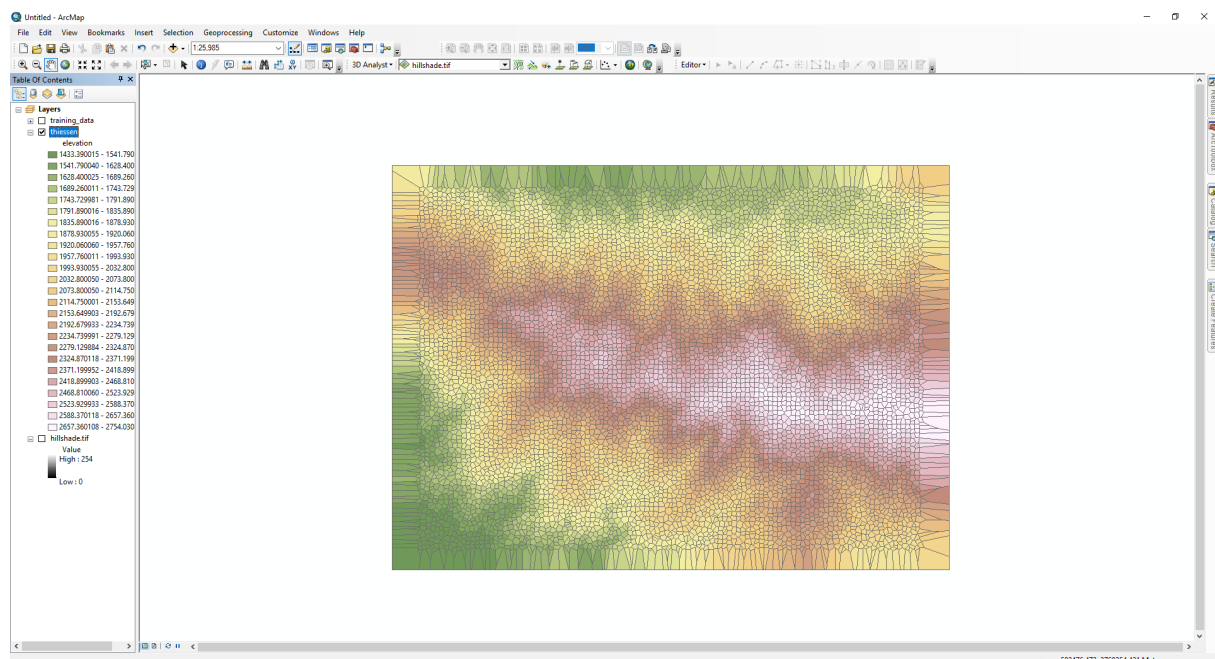 Untitled - ArcMap
File Edit View Bookmarks Insert Selection Geoprocessing Customize Windows Help
1:25,985
3D Analyst hillshade.tif Editor
Table Of Contents
Layers
training_data
thiessen
elevation
1433.390015 - 1541.790
1541.790040 - 1628.400
1628.400025 - 1689.260
1689.260011 - 1743.729
1743.729981 - 1791.890
1791.890016 - 1835.890
1835.890016 - 1878.930
1878.930055 - 1920.060
1920.060060 - 1957.760
1957.760011 - 1993.930
1993.930055 - 2032.800
2032.800050 - 2073.800
2073.800050 - 2114.750
2114.750001 - 2153.649
2153.649903 - 2192.679
2192.679933 - 2234.739
2234.739991 - 2279.129
2279.129884 - 2324.870
2324.870118 - 2371.199
2371.199952 - 2418.899
2418.899903 - 2468.810
2468.810060 - 2523.929
2523.929933 - 2588.370
2588.370118 - 2657.360
2657.360108 - 2754.030
hillshade.tif
Value
High : 254
Low : 0
Results
ArcToolbox
Catalog
Search
Create Features